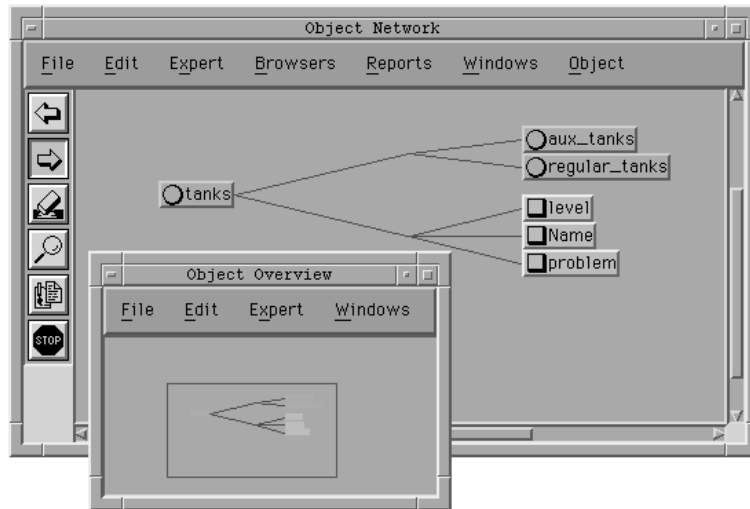 Object Network
File Edit Expert Browsers Reports Windows Object
aux_tanks
regular_tanks
tanks
level
Name
problem
STOP
Object Overview
File Edit Expert Windows